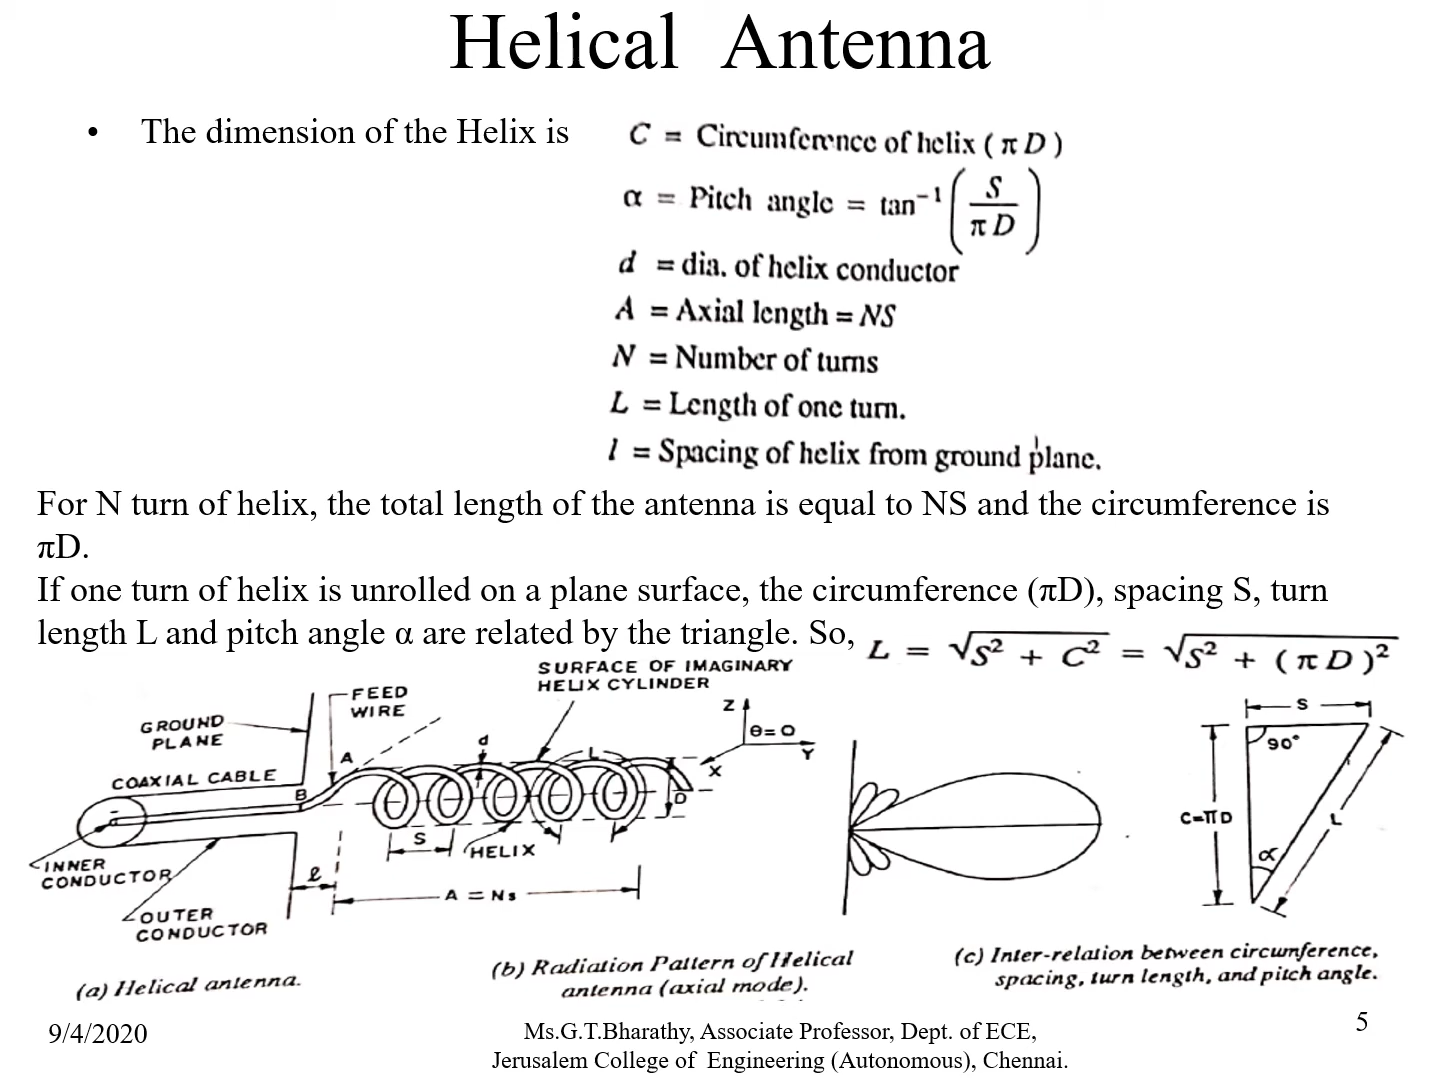 Helical Antenna
• The dimension of the Helix is
C = Circumference of helix ( π D )
α = Pitch angle = tan⁻¹ ( S / π D )
d = dia. of helix conductor
A = Axial length = NS
N = Number of turns
L = Length of one turn.
l = Spacing of helix from ground plane.
For N turn of helix, the total length of the antenna is equal to NS and the circumference is
πD.
If one turn of helix is unrolled on a plane surface, the circumference (πD), spacing S, turn
length L and pitch angle α are related by the triangle. So,
L = √S² + C² = √S² + ( π D )²
SURFACE OF IMAGINARY
HELIX CYLINDER
FEED
WIRE
GROUND
PLANE
COAXIAL CABLE
A
B
d
L
D
S
HELIX
INNER
CONDUCTOR
OUTER
CONDUCTOR
ℓ
A = Ns
Z
θ=0
Y
X
S
90°
C=πD
L
α
(a) Helical antenna.
(b) Radiation Pattern of Helical
antenna (axial mode).
(c) Inter-relation between circumference,
spacing, turn length, and pitch angle.
9/4/2020
Ms.G.T.Bharathy, Associate Professor, Dept. of ECE,
Jerusalem College of Engineering (Autonomous), Chennai.
5